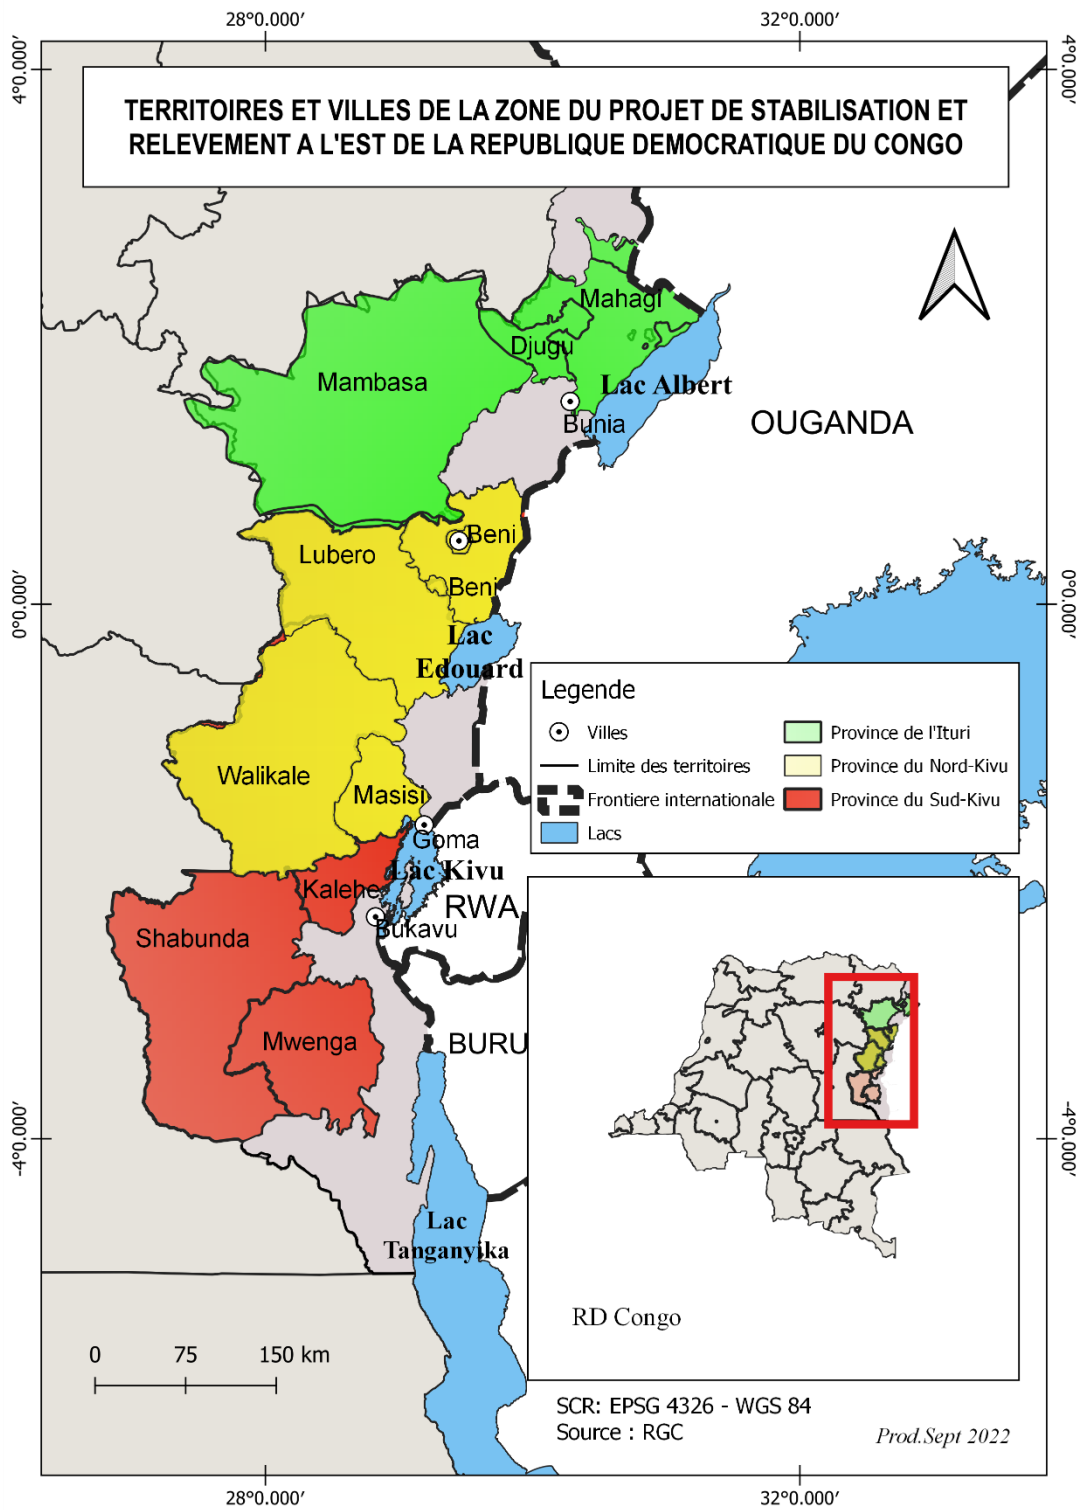 28°0.000'
32°0.000'
4°0.000'
4°0.000'
TERRITOIRES ET VILLES DE LA ZONE DU PROJET DE STABILISATION ET
RELEVEMENT A L'EST DE LA REPUBLIQUE DEMOCRATIQUE DU CONGO
Mahagi
Djugu
Mambasa
Lac Albert
Bunia
OUGANDA
Beni
Lubero
Beni
0°0.000'
0°0.000'
Lac
Edouard
Legende
Villes
Limite des territoires
Frontiere internationale
Lacs
Province de l'Ituri
Province du Nord-Kivu
Province du Sud-Kivu
Walikale
Masisi
Goma
Lac Kivu
Kalehe
RWA
Bukavu
Shabunda
Mwenga
BURU
-4°0.000'
-4°0.000'
Lac
Tanganyika
RD Congo
0 75 150 km
SCR: EPSG 4326 - WGS 84
Source : RGC
Prod.Sept 2022
28°0.000'
32°0.000'